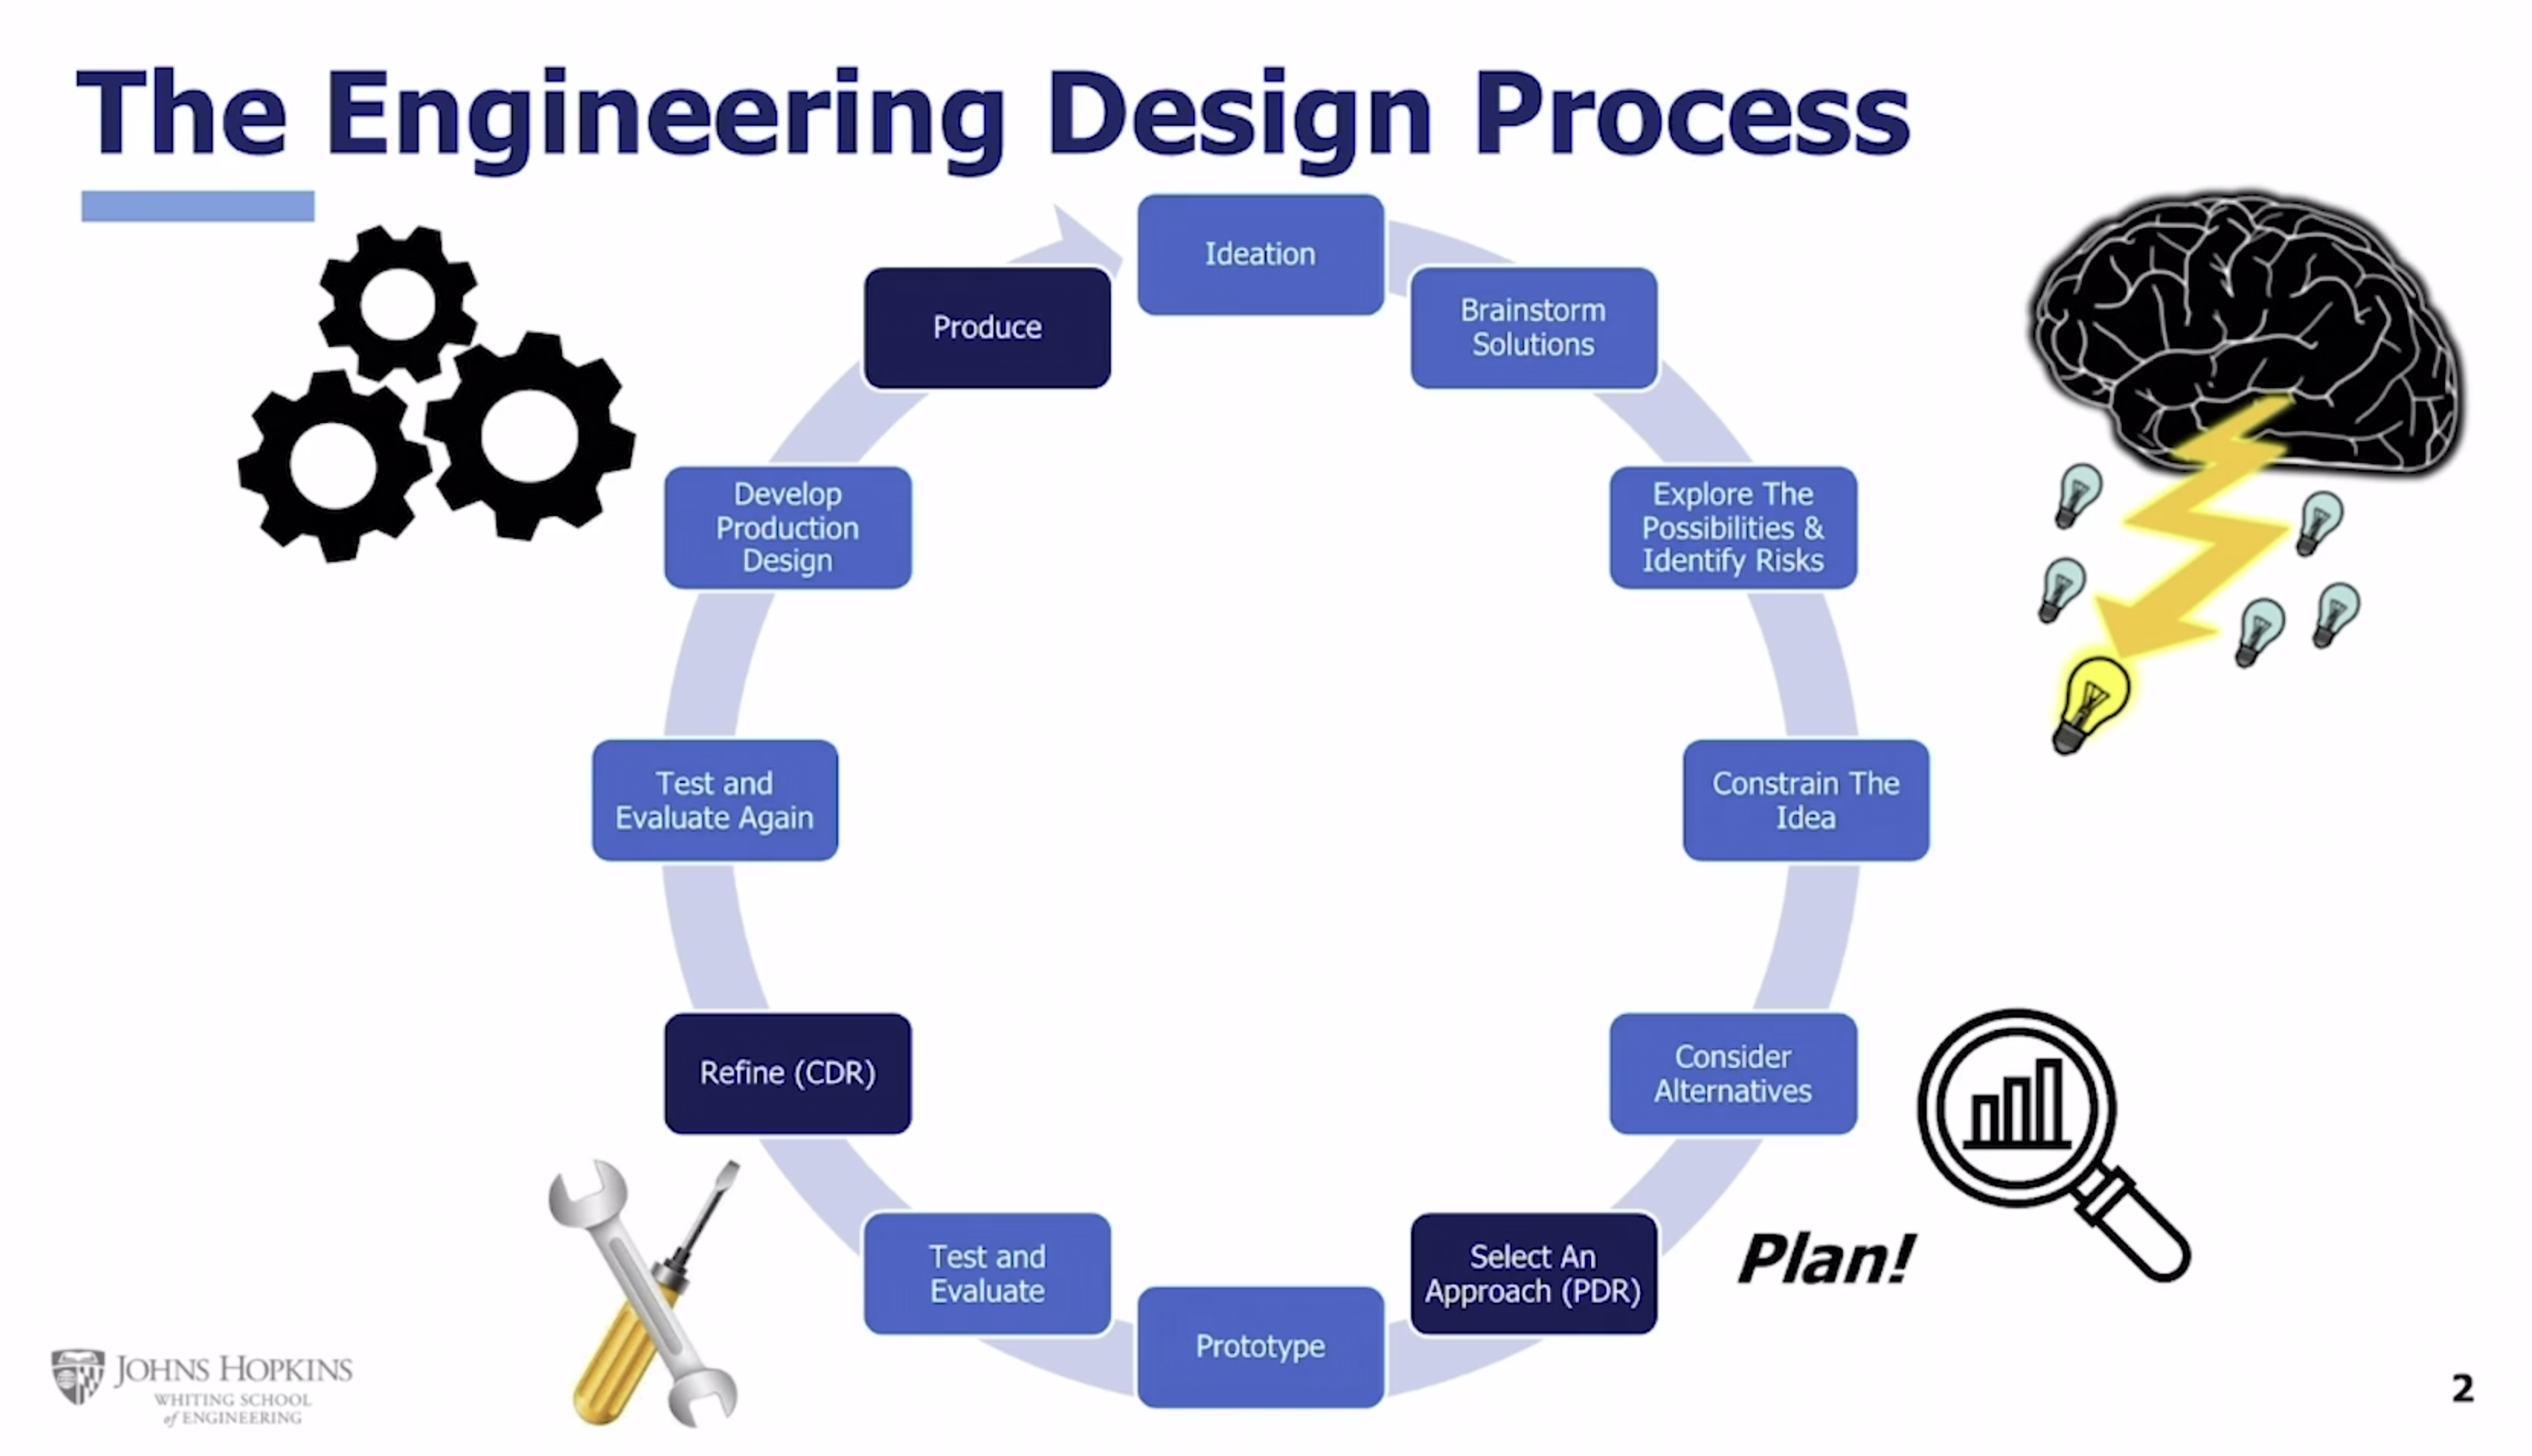 The Engineering Design Process
Ideation
Brainstorm
Solutions
Explore The
Possibilities &
Identify Risks
Constrain The
Idea
Consider
Alternatives
Select An
Approach (PDR)
Plan!
Prototype
Test and
Evaluate
Refine (CDR)
Test and
Evaluate Again
Develop
Production
Design
Produce
JOHNS HOPKINS
WHITING SCHOOL
of ENGINEERING
2